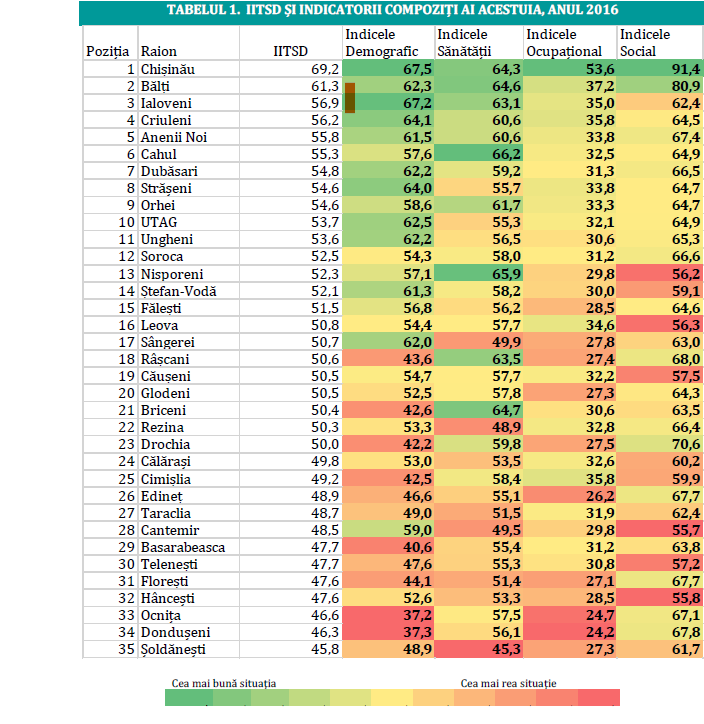 TABELUL 1. IITSD ȘI INDICATORII COMPOZIȚI AI ACESTUIA, ANUL 2016
Poziția Raion IITSD Indicele Demografic Indicele Sănătății Indicele Ocupațional Indicele Social
1 Chișinău 69,2 67,5 64,3 53,6 91,4
2 Bălți 61,3 62,3 64,6 37,2 80,9
3 Ialoveni 56,9 67,2 63,1 35,0 62,4
4 Criuleni 56,2 64,1 60,6 35,8 64,5
5 Anenii Noi 55,8 61,5 60,6 33,8 67,4
6 Cahul 55,3 57,6 66,2 32,5 64,9
7 Dubăsari 54,8 62,2 59,2 31,3 66,5
8 Strășeni 54,6 64,0 55,7 33,8 64,7
9 Orhei 54,6 58,6 61,7 33,3 64,7
10 UTAG 53,7 62,5 55,3 32,1 64,9
11 Ungheni 53,6 62,2 56,5 30,6 65,3
12 Soroca 52,5 54,3 58,0 31,2 66,6
13 Nisporeni 52,3 57,1 65,9 29,8 56,2
14 Ștefan-Vodă 52,1 61,3 58,2 30,0 59,1
15 Fălești 51,5 56,8 56,2 28,5 64,6
16 Leova 50,8 54,4 57,7 34,6 56,3
17 Sângerei 50,7 62,0 49,9 27,8 63,0
18 Râșcani 50,6 43,6 63,5 27,4 68,0
19 Căușeni 50,5 54,7 57,7 32,2 57,5
20 Glodeni 50,5 52,5 57,8 27,3 64,3
21 Briceni 50,4 42,6 64,7 30,6 63,5
22 Rezina 50,3 53,3 48,9 32,8 66,4
23 Drochia 50,0 42,2 59,8 27,5 70,6
24 Călărași 49,8 53,0 53,5 32,6 60,2
25 Cimișlia 49,2 42,5 58,4 35,8 59,9
26 Edineț 48,9 46,6 55,1 26,2 67,7
27 Taraclia 48,7 49,0 51,5 31,9 62,4
28 Cantemir 48,5 59,0 49,5 29,8 55,7
29 Basarabeasca 47,7 40,6 55,4 31,2 63,8
30 Telenești 47,7 47,6 55,3 30,8 57,2
31 Florești 47,6 44,1 51,4 27,1 67,7
32 Hâncești 47,6 52,6 53,3 28,5 55,8
33 Ocnița 46,6 37,2 57,5 24,7 67,1
34 Dondușeni 46,3 37,3 56,1 24,2 67,8
35 Șoldănești 45,8 48,9 45,3 27,3 61,7
Cea mai bună situația Cea mai rea situație